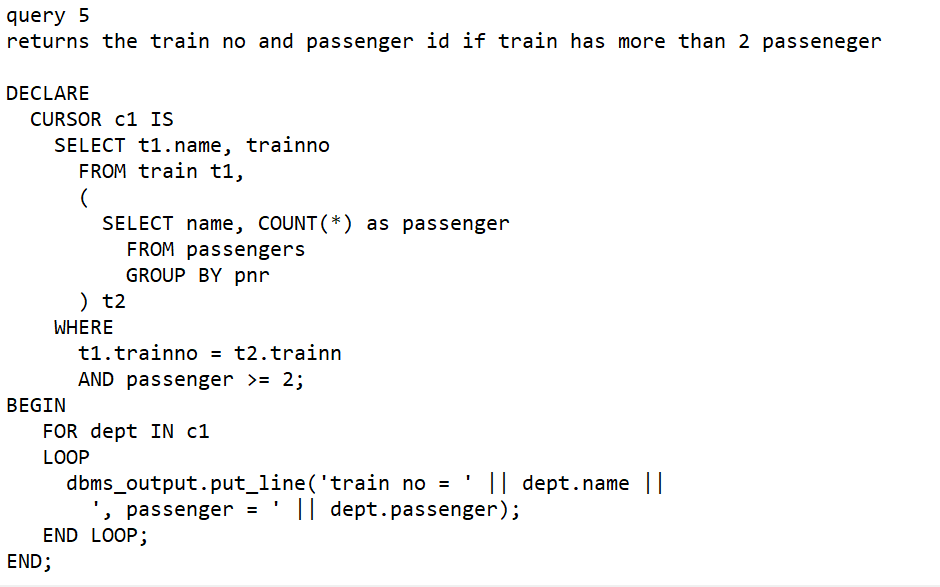 query 5
returns the train no and passenger id if train has more than 2 passeneger
DECLARE
CURSOR c1 IS
SELECT t1.name, trainno
FROM train t1,
(
SELECT name, COUNT(*) as passenger
FROM passengers
GROUP BY pnr
) t2
WHERE
t1.trainno = t2.trainn
AND passenger >= 2;
BEGIN
FOR dept IN c1
LOOP
dbms_output.put_line('train no = ' || dept.name ||
', passenger = ' || dept.passenger);
END LOOP;
END;